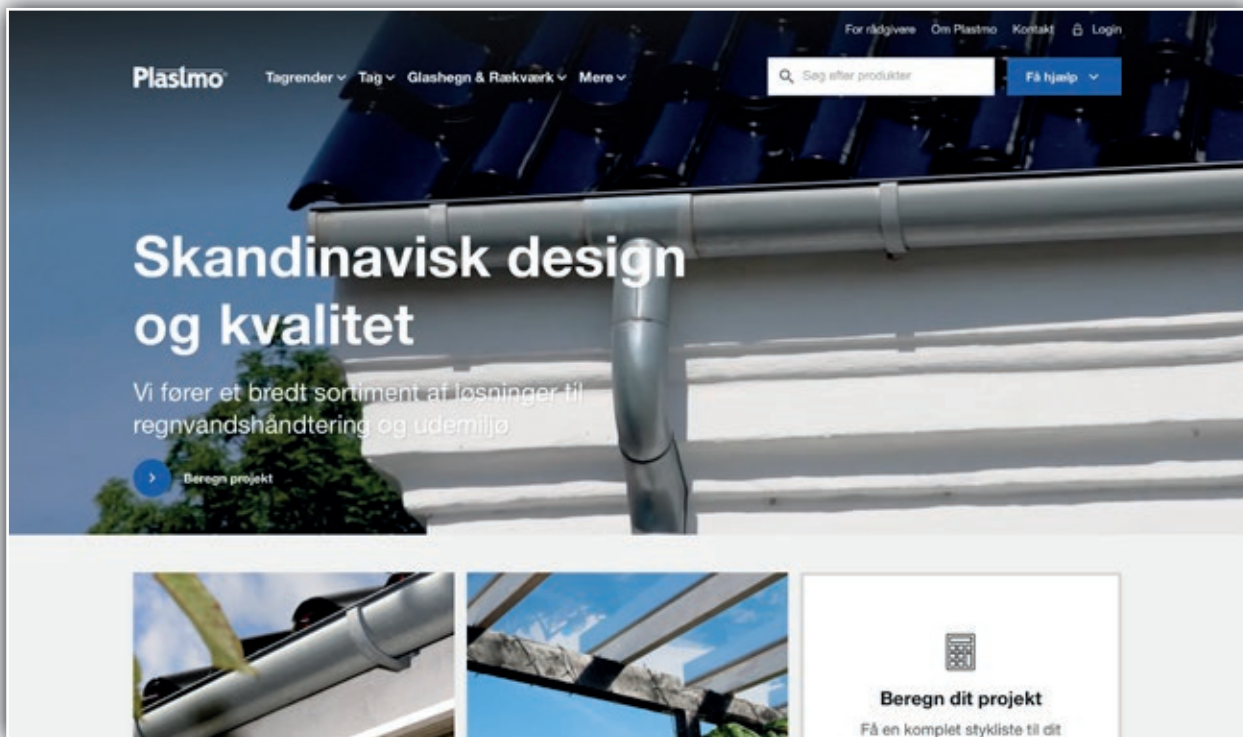 For rådgivere Om Plastmo Kontakt Login
Plastmo
Tagrender Tag Glashegn & Rækværk Mere
Søg efter produkter
Få hjælp
Skandinavisk design
og kvalitet
Vi fører et bredt sortiment af løsninger til
regnvandshåndtering og udemiljø
Beregn projekt
Beregn dit projekt
Få en komplet stykliste til dit